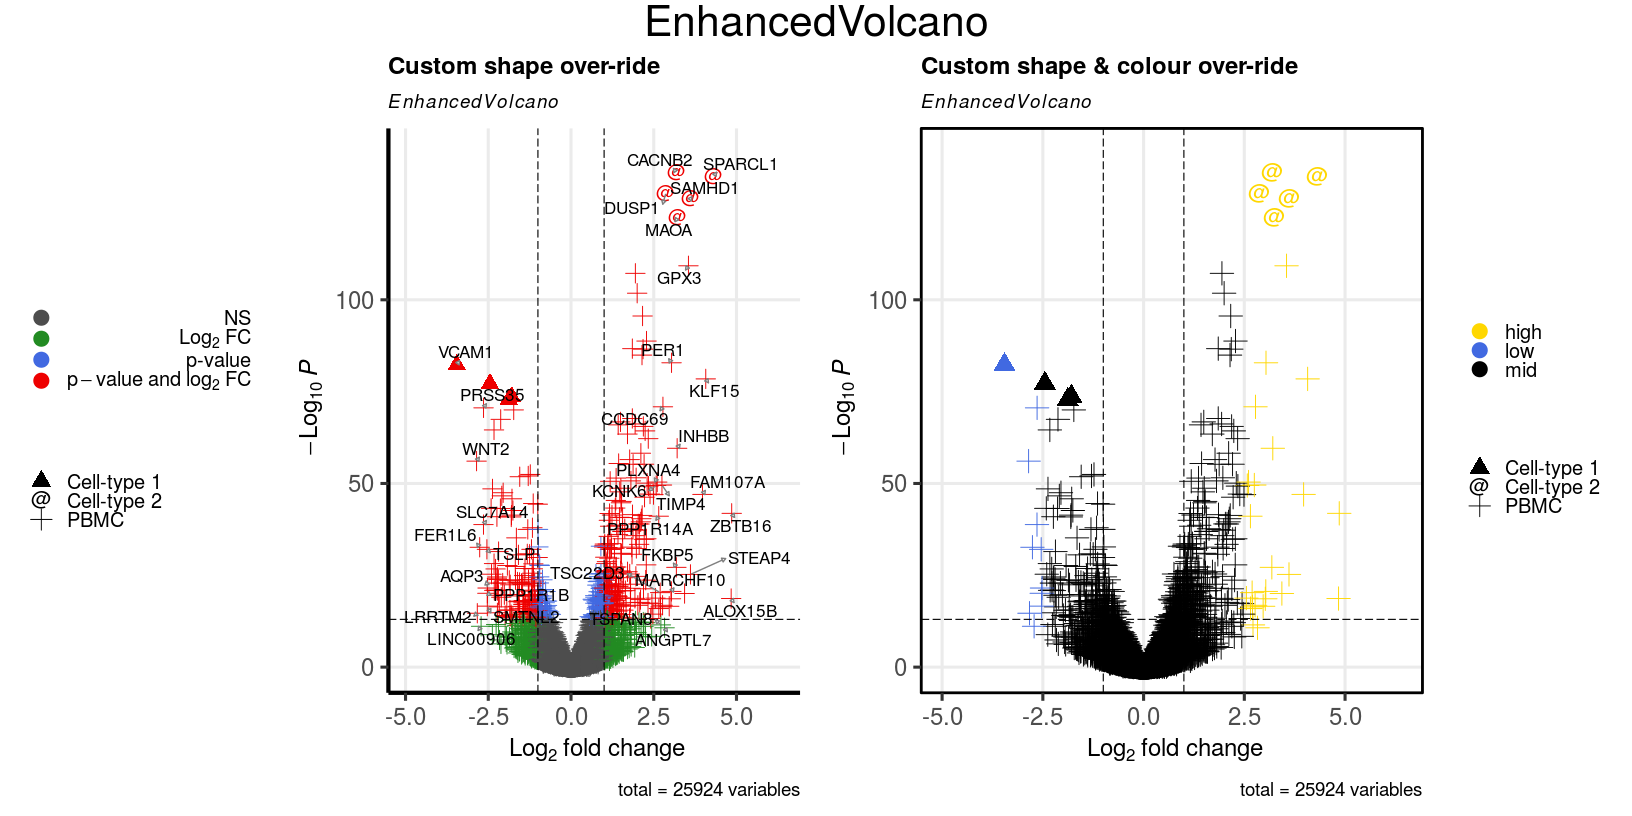 EnhancedVolcano
Custom shape over-ride
EnhancedVolcano
NS
Log2 FC
p-value
p − value and log2 FC
Cell-type 1
@ Cell-type 2
PBMC
−Log10 P
100
50
0
CACNB2
SPARCL1
SAMHD1
DUSP1
MAOA
GPX3
VCAM1
PER1
PRSS35
KLF15
CCDC69
INHBB
WNT2
PLXNA4
KCNK6
FAM107A
TIMP4
SLC7A14
ZBTB16
PPP1R14A
FER1L6
TSLP
FKBP5
STEAP4
AQP3
TSC22D3
MARCHF10
PPP1R1B
ALOX15B
LRRTM2
SMTNL2
TSPAN8
LINC00906
ANGPTL7
-5.0 -2.5 0.0 2.5 5.0
Log2 fold change
total = 25924 variables
Custom shape & colour over-ride
EnhancedVolcano
−Log10 P
100
50
0
-5.0 -2.5 0.0 2.5 5.0
Log2 fold change
total = 25924 variables
high
low
mid
Cell-type 1
@ Cell-type 2
PBMC